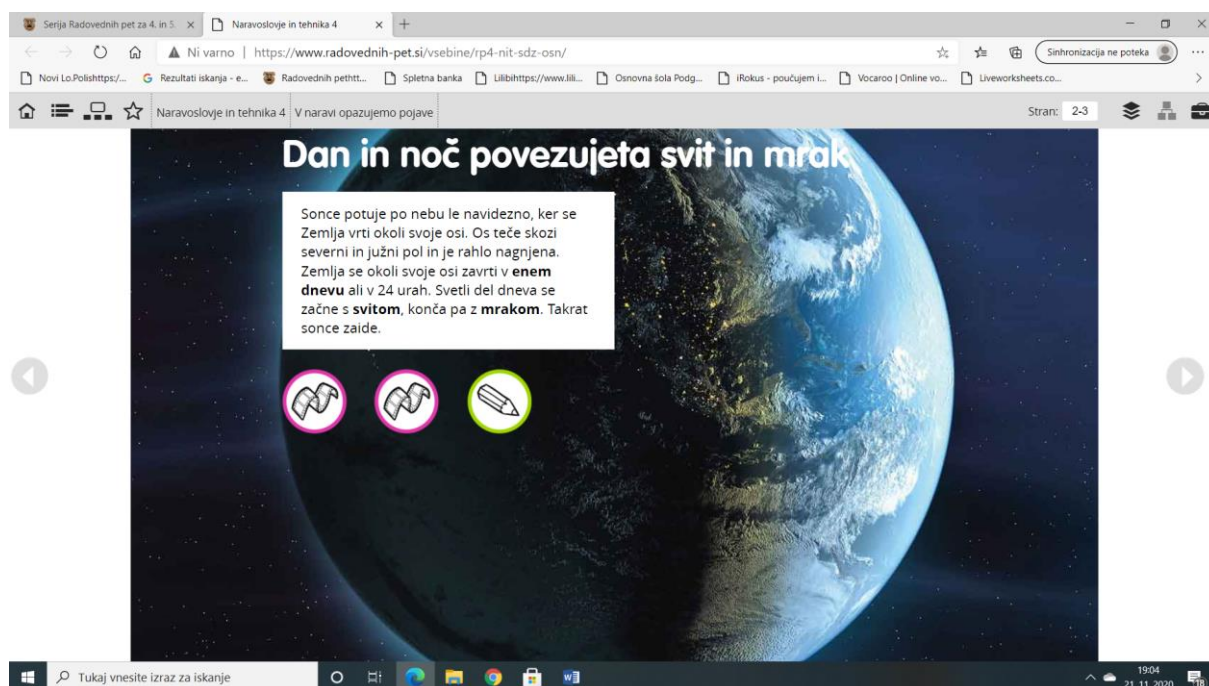 Serija Radovednih pet za 4. in 5.
Naravoslovje in tehnika 4
Ni varno | https://www.radovednih-pet.si/vsebine/rp4-nit-sdz-osn/
Sinhronizacija ne poteka
Novi Lo.Polishttps:/...
Rezultati iskanja - e...
Radovednih pethtt...
Spletna banka
Lilibihttps://www.lili...
Osnovna šola Podg...
iRokus - poučujem i...
Vocaroo | Online vo...
Liveworksheets.co...
Naravoslovje in tehnika 4
V naravi opazujemo pojave
Stran: 2-3
Dan in noč povezujeta svit in mrak
Sonce potuje po nebu le navidezno, ker se
Zemlja vrti okoli svoje osi. Os teče skozi
severni in južni pol in je rahlo nagnjena.
Zemlja se okoli svoje osi zavrti v enem
dnevu ali v 24 urah. Svetli del dneva se
začne s svitom, konča pa z mrakom. Takrat
sonce zaide.
Tukaj vnesite izraz za iskanje
19:04
21. 11. 2020
18